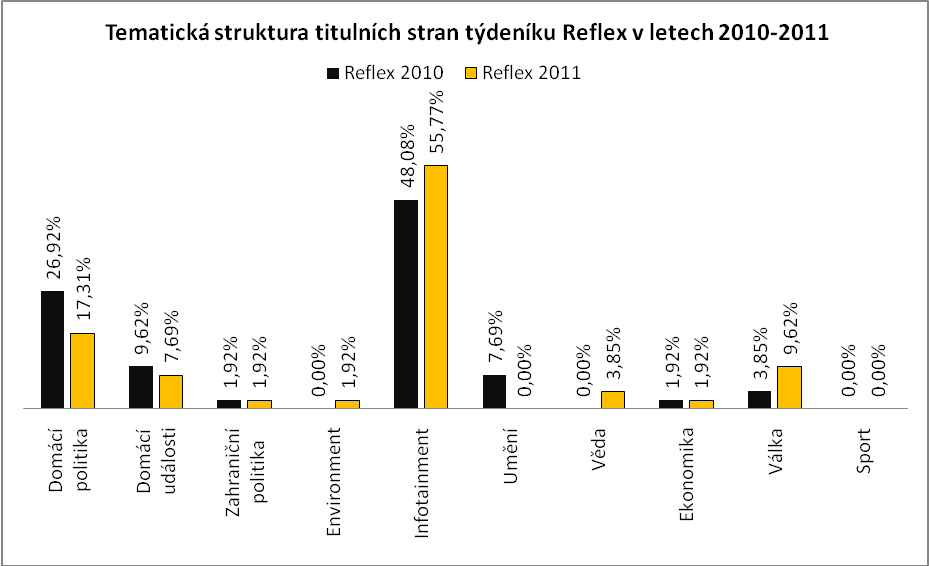 Tematická struktura titulních stran týdeníku Reflex v letech 2010-2011
Reflex 2010
Reflex 2011
26,92%
17,31%
9,62%
7,69%
1,92%
1,92%
0,00%
1,92%
48,08%
55,77%
7,69%
0,00%
0,00%
3,85%
1,92%
1,92%
3,85%
9,62%
0,00%
0,00%
Domácí
politika
Domácí
události
Zahraniční
politika
Environment
Infotainment
Umění
Věda
Ekonomika
Válka
Sport